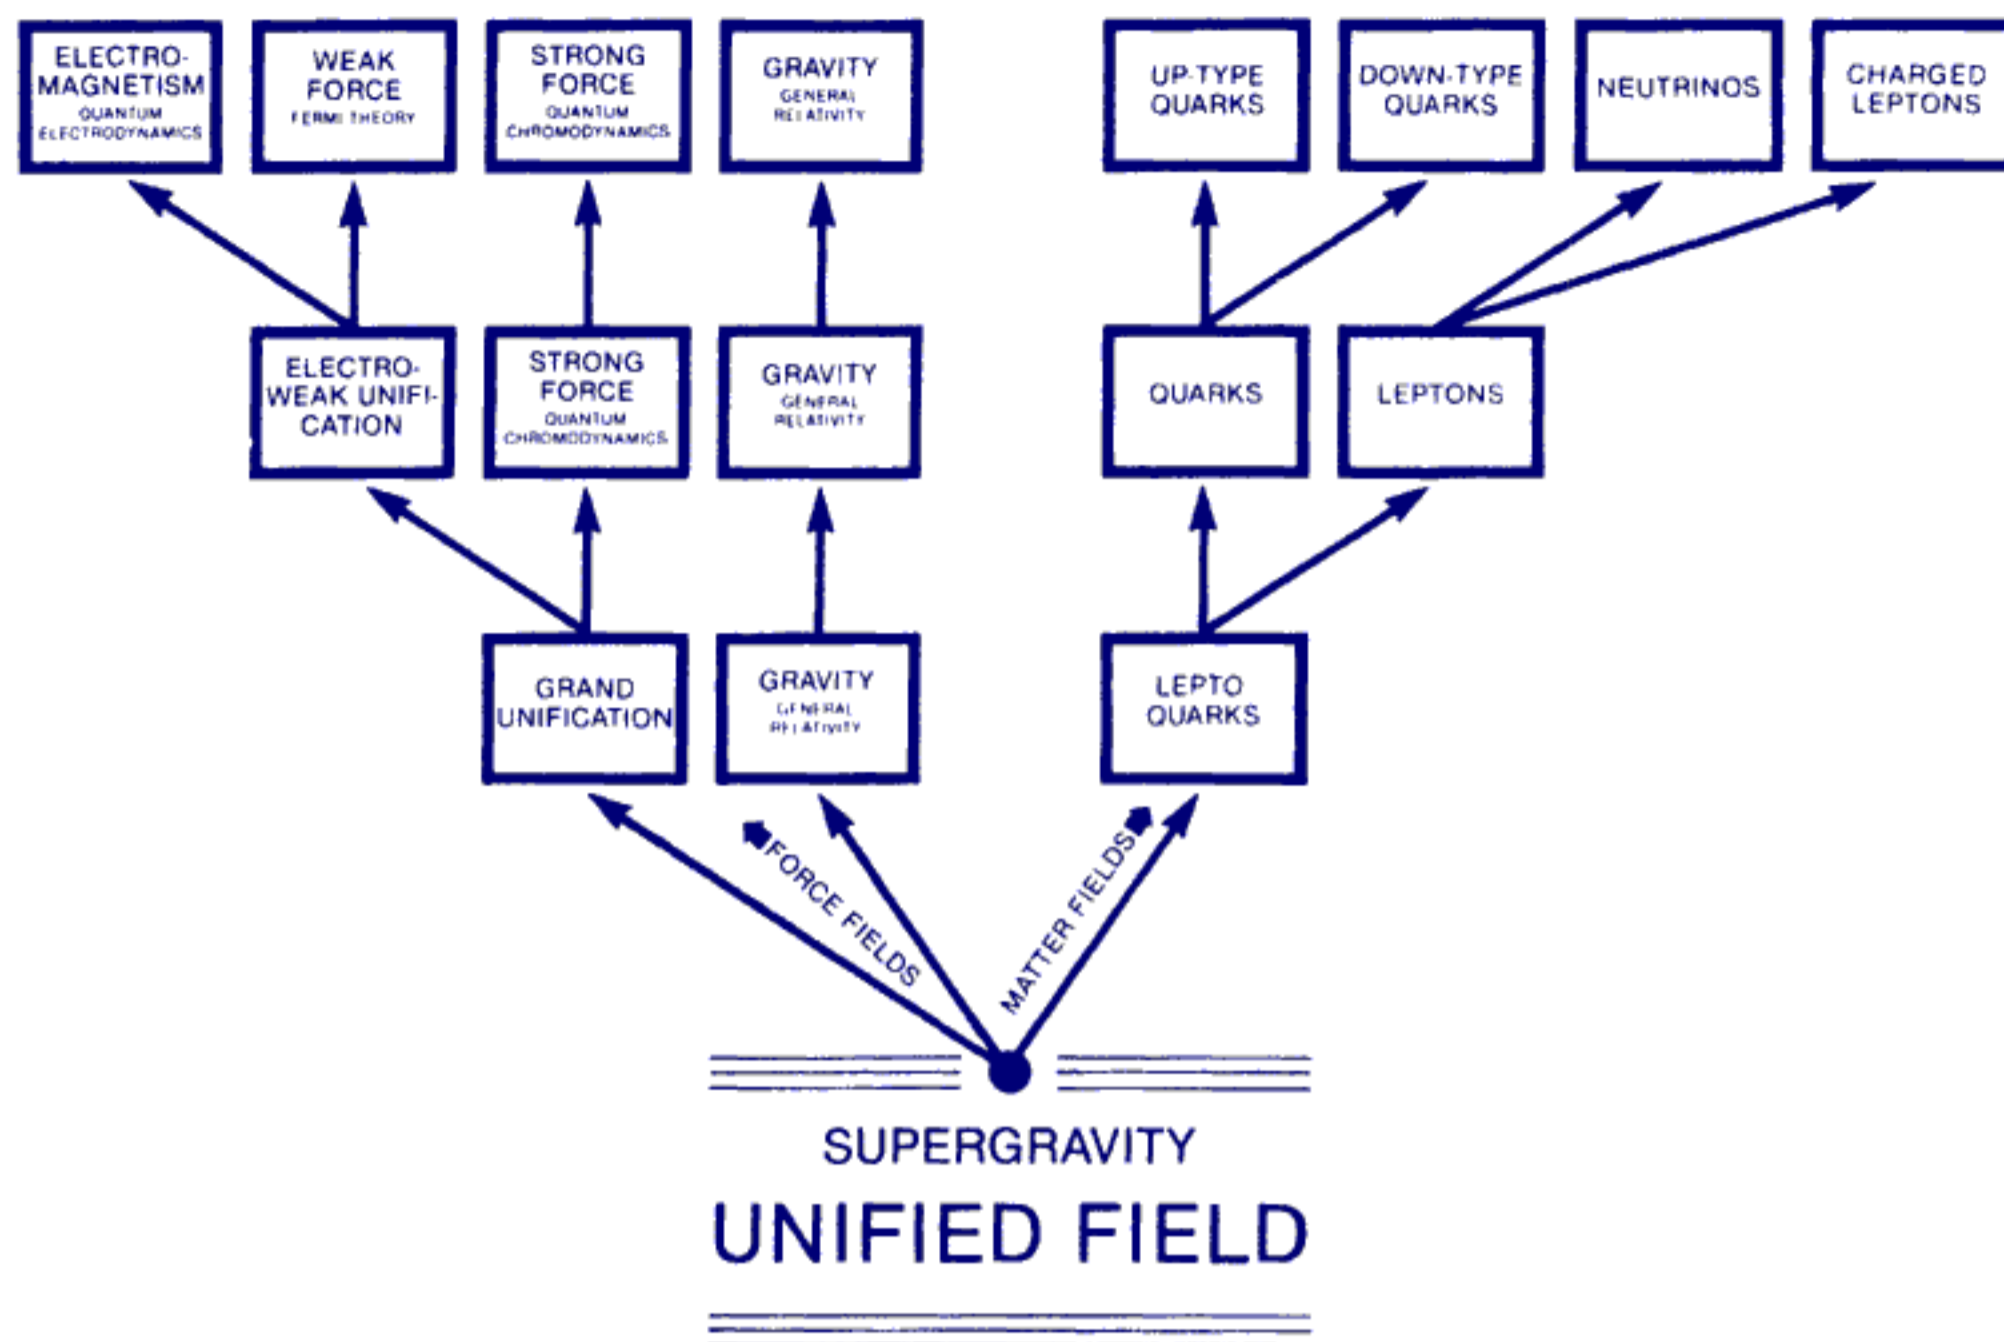 ELECTRO-
MAGNETISM
QUANTUM
ELECTRODYNAMICS
WEAK
FORCE
FERMI THEORY
STRONG
FORCE
QUANTUM
CHROMODYNAMICS
GRAVITY
GENERAL
RELATIVITY
UP-TYPE
QUARKS
DOWN-TYPE
QUARKS
NEUTRINOS
CHARGED
LEPTONS
ELECTRO-
WEAK UNIFI-
CATION
STRONG
FORCE
QUANTUM
CHROMODYNAMICS
GRAVITY
GENERAL
RELATIVITY
QUARKS
LEPTONS
GRAND
UNIFICATION
GRAVITY
GENERAL
RELATIVITY
LEPTO
QUARKS
FORCE FIELDS
MATTER FIELDS
SUPERGRAVITY
UNIFIED FIELD